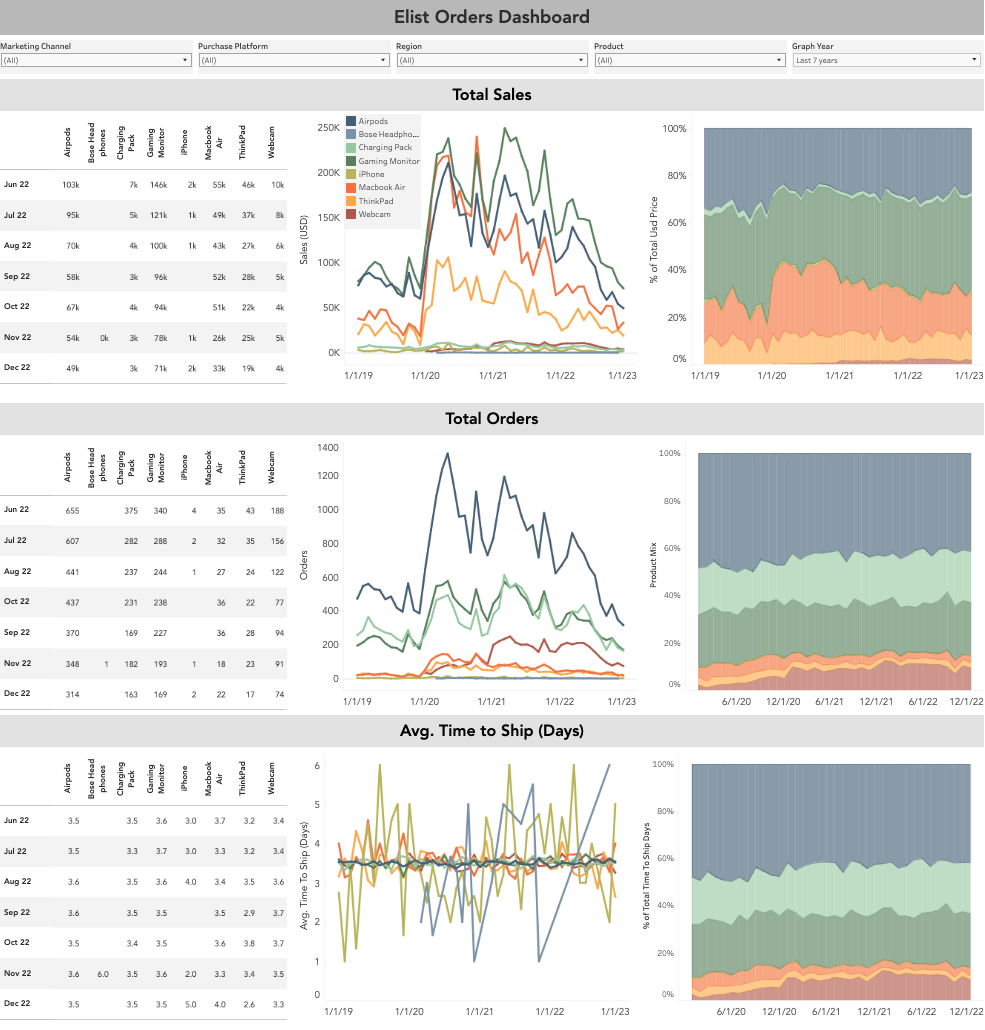 Elist Orders Dashboard
Marketing Channel
Purchase Platform
Region
Product
Graph Year
(All)
(All)
(All)
(All)
Last 7 years
Total Sales
Airpods
Bose Head phones
Charging Pack
Gaming Monitor
iPhone
Macbook Air
ThinkPad
Webcam
Jun 22 103k 7k 146k 2k 55k 46k 10k
Jul 22 95k 5k 121k 1k 49k 37k 8k
Aug 22 70k 4k 100k 1k 43k 27k 6k
Sep 22 58k 3k 96k 52k 28k 5k
Oct 22 67k 4k 94k 51k 22k 4k
Nov 22 54k 0k 3k 78k 1k 26k 25k 5k
Dec 22 49k 3k 71k 2k 33k 19k 4k
Sales (USD)
250K
200K
150K
100K
50K
0K
Airpods
Bose Headpho...
Charging Pack
Gaming Monitor
iPhone
Macbook Air
ThinkPad
Webcam
1/1/19 1/1/20 1/1/21 1/1/22 1/1/23
% of Total Usd Price
100%
80%
60%
40%
20%
0%
1/1/19 1/1/20 1/1/21 1/1/22 1/1/23
Total Orders
Airpods
Bose Head phones
Charging Pack
Gaming Monitor
iPhone
Macbook Air
ThinkPad
Webcam
Jun 22 655 375 340 4 35 43 188
Jul 22 607 282 288 2 32 35 156
Aug 22 441 237 244 1 27 24 122
Oct 22 437 231 238 36 22 77
Sep 22 370 169 227 36 28 94
Nov 22 348 1 182 193 1 18 23 91
Dec 22 314 163 169 2 22 17 74
Orders
1400
1200
1000
800
600
400
200
0
1/1/19 1/1/20 1/1/21 1/1/22 1/1/23
Product Mix
100%
80%
60%
40%
20%
0%
6/1/20 12/1/20 6/1/21 12/1/21 6/1/22 12/1/22
Avg. Time to Ship (Days)
Airpods
Bose Head phones
Charging Pack
Gaming Monitor
iPhone
Macbook Air
ThinkPad
Webcam
Jun 22 3.5 3.5 3.6 3.0 3.7 3.2 3.4
Jul 22 3.5 3.3 3.7 3.0 3.3 3.2 3.4
Aug 22 3.6 3.5 3.6 4.0 3.4 3.5 3.6
Sep 22 3.6 3.5 3.5 3.5 2.9 3.7
Oct 22 3.5 3.4 3.5 3.6 3.8 3.7
Nov 22 3.6 6.0 3.5 3.6 2.0 3.3 3.4 3.5
Dec 22 3.5 3.5 3.5 5.0 4.0 2.6 3.3
Avg. Time To Ship (Days)
6
5
4
3
2
1
0
1/1/19 1/1/20 1/1/21 1/1/22 1/1/23
% of Total Time To Ship Days
100%
80%
60%
40%
20%
0%
6/1/20 12/1/20 6/1/21 12/1/21 6/1/22 12/1/22